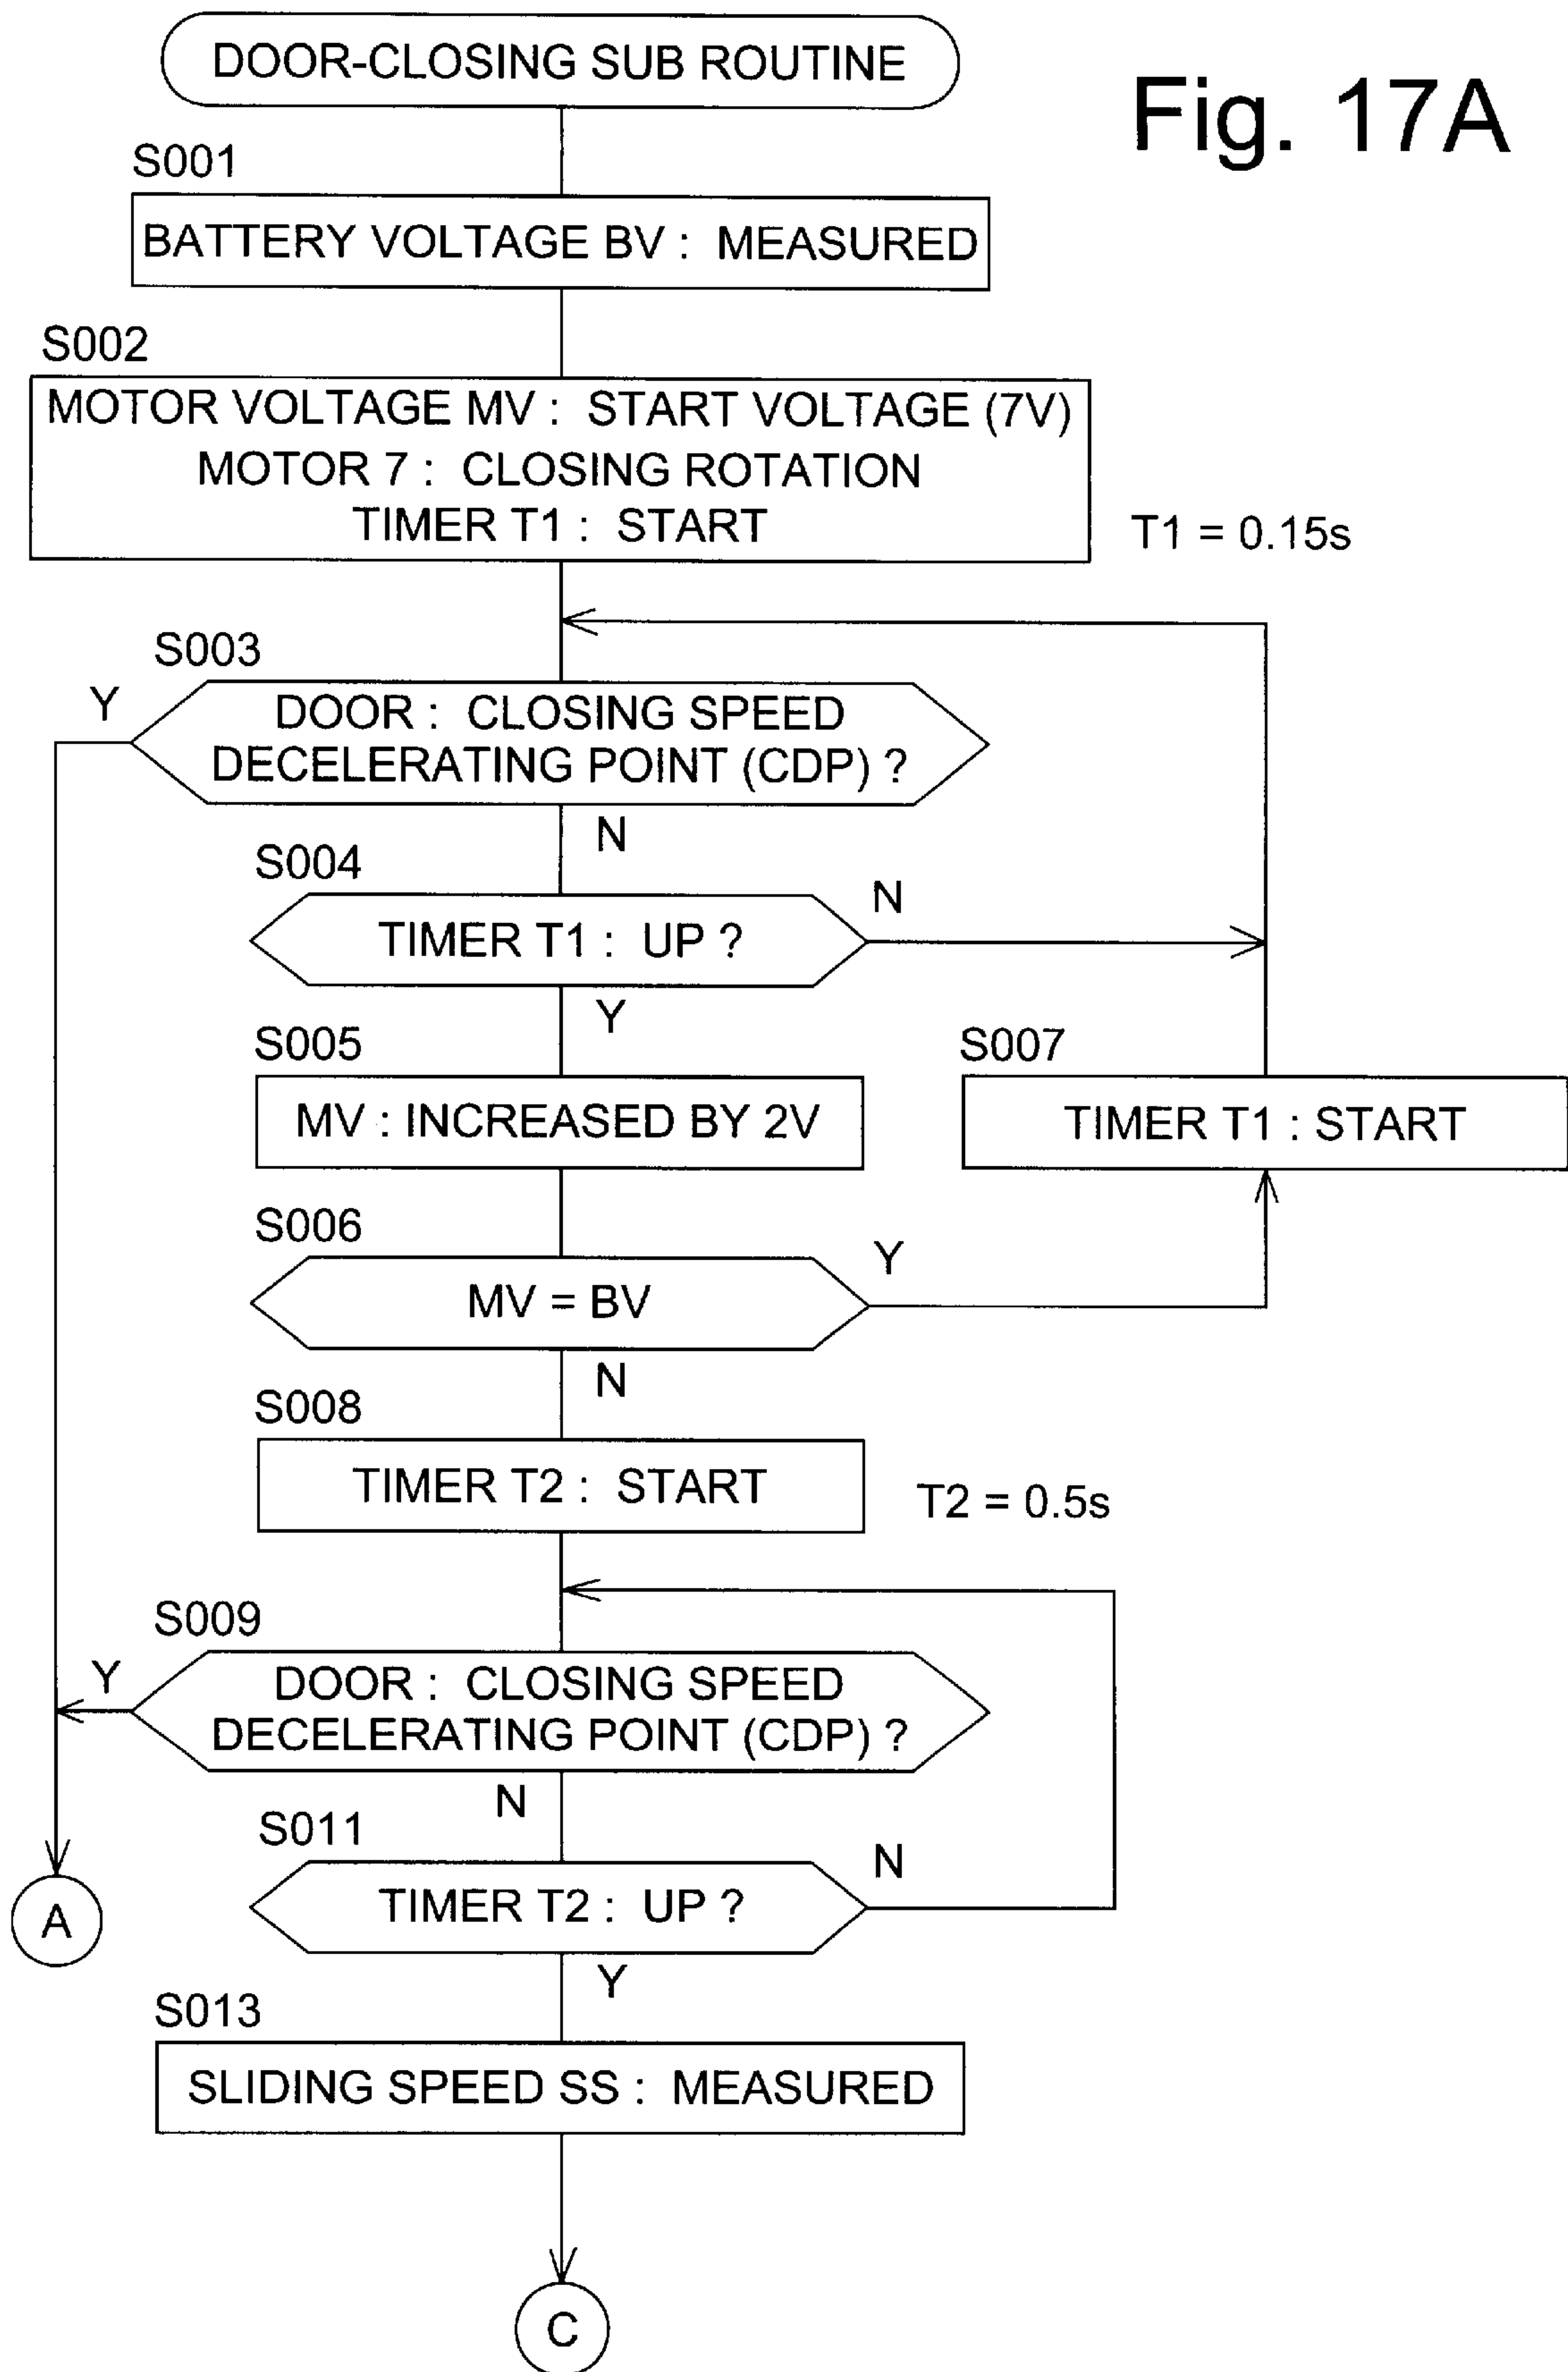 DOOR-CLOSING SUB ROUTINE
Fig. 17A
S001
BATTERY VOLTAGE BV : MEASURED
S002
MOTOR VOLTAGE MV : START VOLTAGE (7V)
MOTOR 7 : CLOSING ROTATION
TIMER T1 : START
T1 = 0.15s
S003
Y
DOOR : CLOSING SPEED
DECELERATING POINT (CDP) ?
N
S004
N
TIMER T1 : UP ?
Y
S005
MV : INCREASED BY 2V
S007
TIMER T1 : START
S006
Y
MV = BV
N
S008
TIMER T2 : START
T2 = 0.5s
S009
Y
DOOR : CLOSING SPEED
DECELERATING POINT (CDP) ?
N
S011
N
TIMER T2 : UP ?
A
Y
S013
SLIDING SPEED SS : MEASURED
C